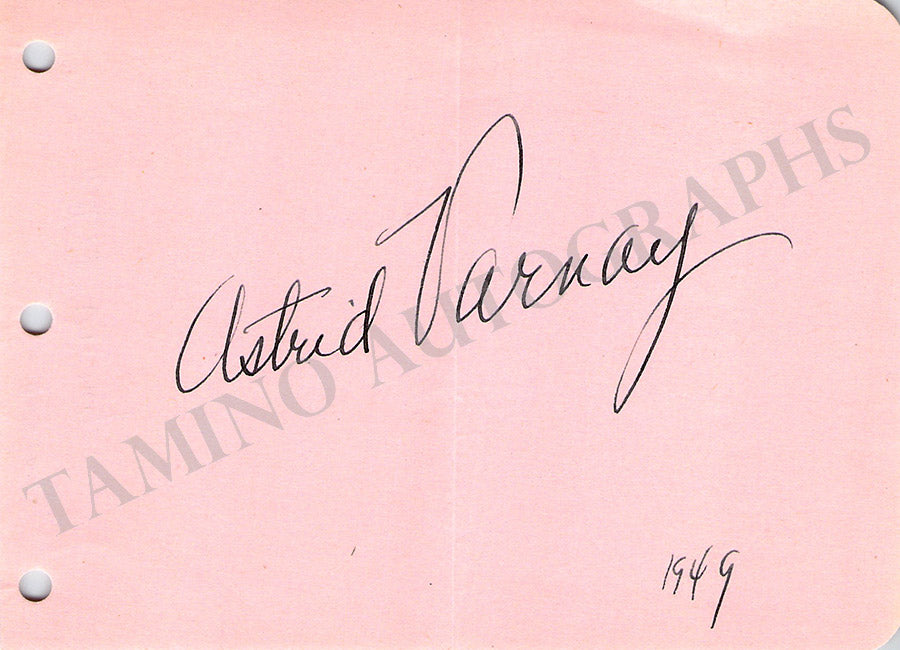 Astrid Varnay
TAMINO AUTOGRAPHS
1949